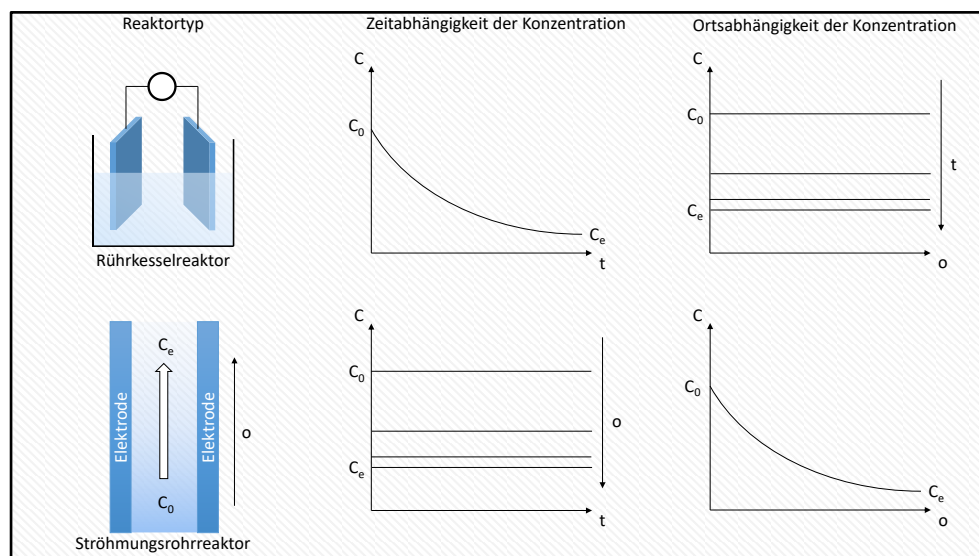 Reaktortyp
Zeitabhängigkeit der Konzentration
Ortsabhängigkeit der Konzentration
Rührkesselreaktor
C
C₀
Cₑ
t
C
C₀
Cₑ
t
o
Cₑ
C₀
Elektrode
Elektrode
o
Ströhmungsrohrreaktor
C
C₀
Cₑ
o
t
C
C₀
Cₑ
o